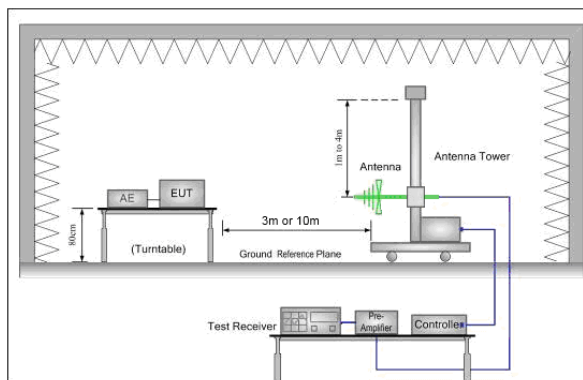 1m to 4m
Antenna
Antenna Tower
AE
EUT
3m or 10m
80cm
(Turntable)
Ground Reference Plane
Test Receiver
Pre-
Amplifier
Controller